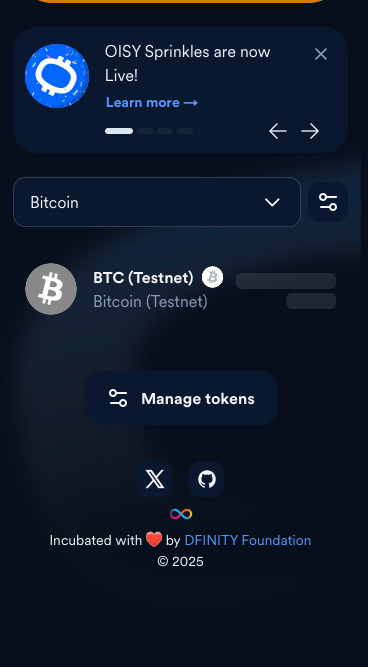 OISY Sprinkles are now
Live!
Learn more →
Bitcoin
BTC (Testnet)
Bitcoin (Testnet)
Manage tokens
Incubated with ❤️ by DFINITY Foundation
© 2025